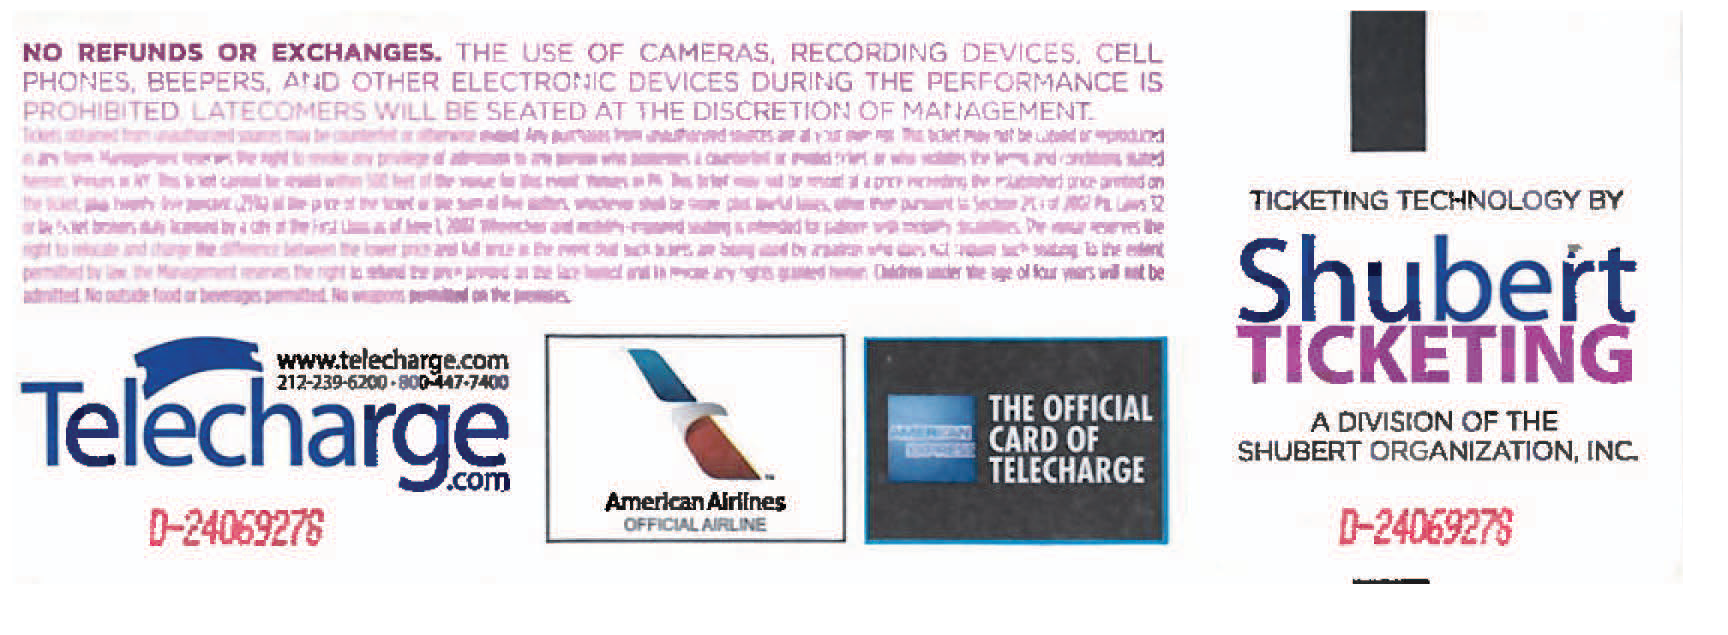 NO REFUNDS OR EXCHANGES. THE USE OF CAMERAS, RECORDING DEVICES, CELL
PHONES, BEEPERS, AND OTHER ELECTRONIC DEVICES DURING THE PERFORMANCE IS
PROHIBITED. LATECOMERS WILL BE SEATED AT THE DISCRETION OF MANAGEMENT.
Tickets obtained from unauthorized sources may be counterfeit or otherwise invalid. Any purchases from unauthorized sources are at your own risk. This ticket may not be copied or reproduced
in any form. Management reserves the right to revoke any privilege of admission to any person who possesses a counterfeit or invalid ticket, or who violates the terms and conditions stated
herein. Venues in NY: This is not cannot be resold within 500 feet of the venue for this event. Venues in PA: This ticket may not be resold at a price exceeding the established price printed on
the ticket, plus twenty-five percent (25%) of the price of the ticket or the sum of five dollars, whichever shall be more, plus lawful taxes, other than pursuant to Section of 2007 Pa. Laws 12
or by ticket brokers duly licensed by a city of the First Class as of June 1, 2007. Wheelchair and mobility-impaired seating is intended for patrons with mobility disabilities. The venue reserves the
right to relocate and charge the difference between the lower price and full price in the event that such tickets are being used by a patron who does not require such seating. To the extent
permitted by law, the Management reserves the right to refund the price printed on the face hereof and to revoke any rights granted herein. Children under the age of four years will not be
admitted. No outside food or beverages permitted. No weapons permitted on the premises.
www.telecharge.com
212-239-6200 • 800-447-7400
Telecharge
.com
D-24069276
American Airlines
OFFICIAL AIRLINE
AMERICAN
EXPRESS
THE OFFICIAL
CARD OF
TELECHARGE
TICKETING TECHNOLOGY BY
Shubert
TICKETING
A DIVISION OF THE
SHUBERT ORGANIZATION, INC.
D-24069276